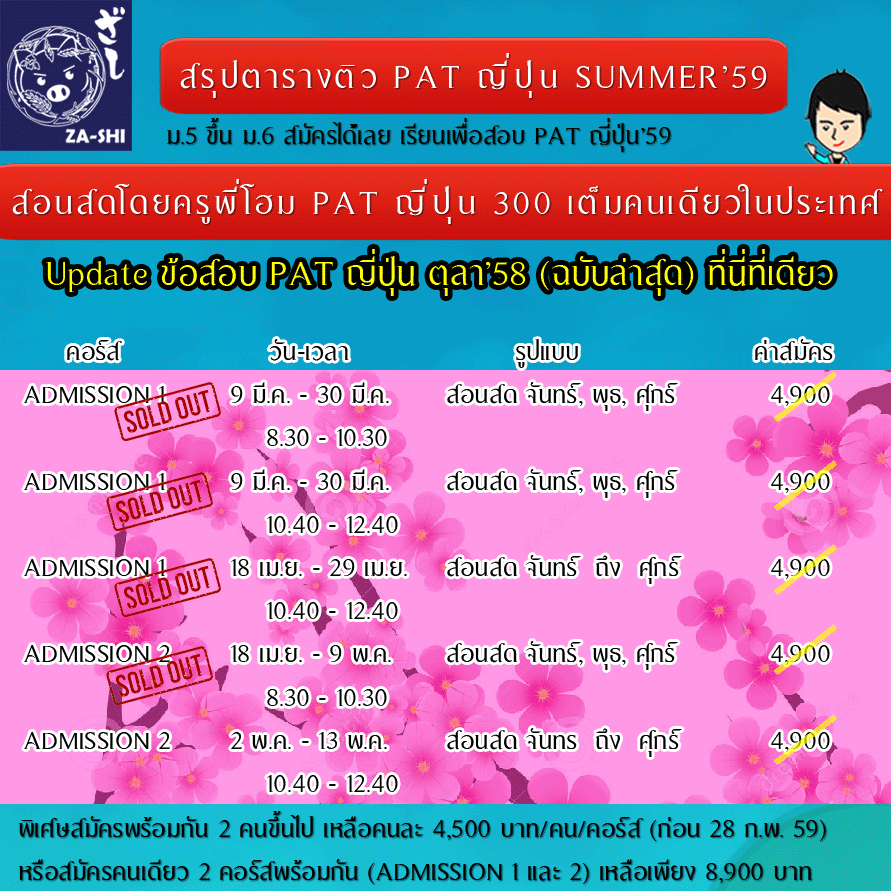 ざし
ZA-SHI
สรุปตารางติว PAT ญี่ปุ่น SUMMER'59
ม.5 ขึ้น ม.6 สมัครได้เลย เรียนเพื่อสอบ PAT ญี่ปุ่น'59
สอนสดโดยครูพี่โฮม PAT ญี่ปุ่น 300 เต็มคนเดียวในประเทศ
Update ข้อสอบ PAT ญี่ปุ่น ตุลา'58 (ฉบับล่าสุด) ที่นี่ที่เดียว
คอร์ส วัน-เวลา รูปแบบ ค่าสมัคร
ADMISSION 1 9 มี.ค. - 30 มี.ค. สอนสด จันทร์, พุธ, ศุกร์ 4,900
SOLD OUT
8.30 - 10.30
ADMISSION 1 9 มี.ค. - 30 มี.ค. สอนสด จันทร์, พุธ, ศุกร์ 4,900
SOLD OUT
10.40 - 12.40
ADMISSION 1 18 เม.ย. - 29 เม.ย. สอนสด จันทร์ ถึง ศุกร์ 4,900
SOLD OUT
10.40 - 12.40
ADMISSION 2 18 เม.ย. - 9 พ.ค. สอนสด จันทร์, พุธ, ศุกร์ 4,900
SOLD OUT
8.30 - 10.30
ADMISSION 2 2 พ.ค. - 13 พ.ค. สอนสด จันทร ถึง ศุกร์ 4,900
10.40 - 12.40
พิเศษสมัครพร้อมกัน 2 คนขึ้นไป เหลือคนละ 4,500 บาท/คน/คอร์ส (ก่อน 28 ก.พ. 59)
หรือสมัครคนเดียว 2 คอร์สพร้อมกัน (ADMISSION 1 และ 2) เหลือเพียง 8,900 บาท